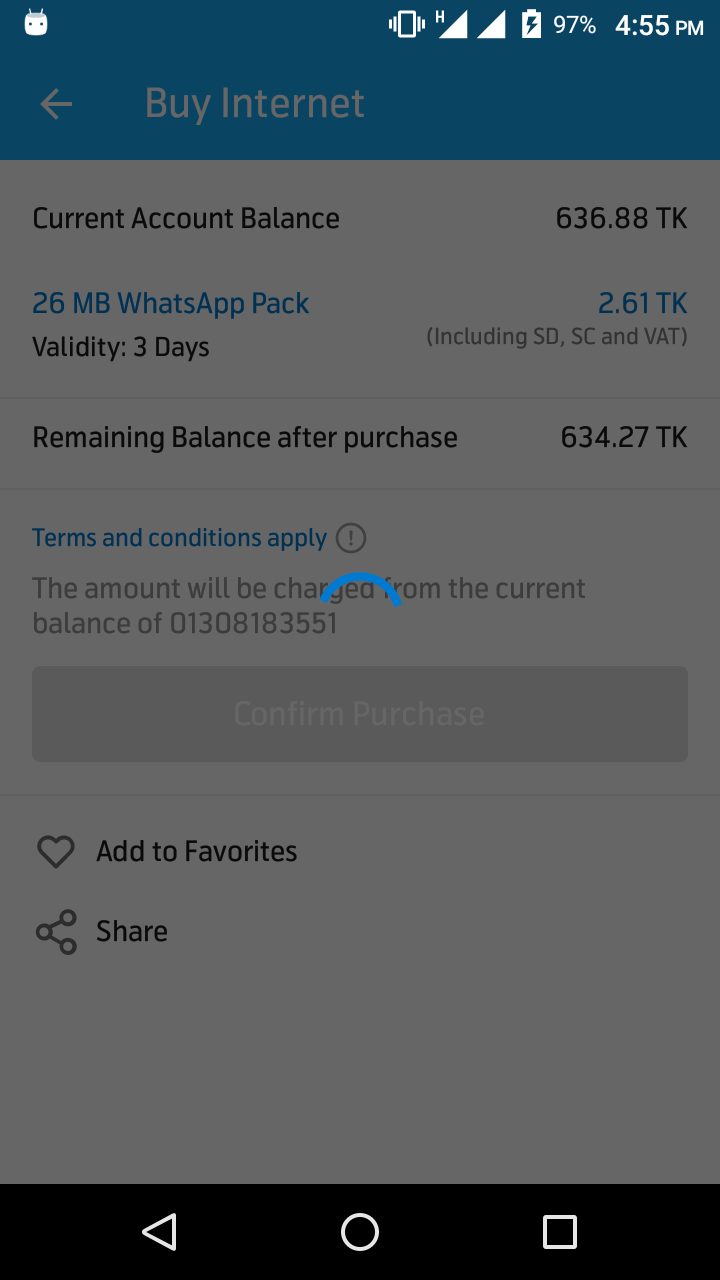 H 97% 4:55 PM
Buy Internet
Current Account Balance 636.88 TK
26 MB WhatsApp Pack 2.61 TK
Validity: 3 Days (Including SD, SC and VAT)
Remaining Balance after purchase 634.27 TK
Terms and conditions apply
The amount will be charged from the current
balance of 01308183551
Confirm Purchase
Add to Favorites
Share